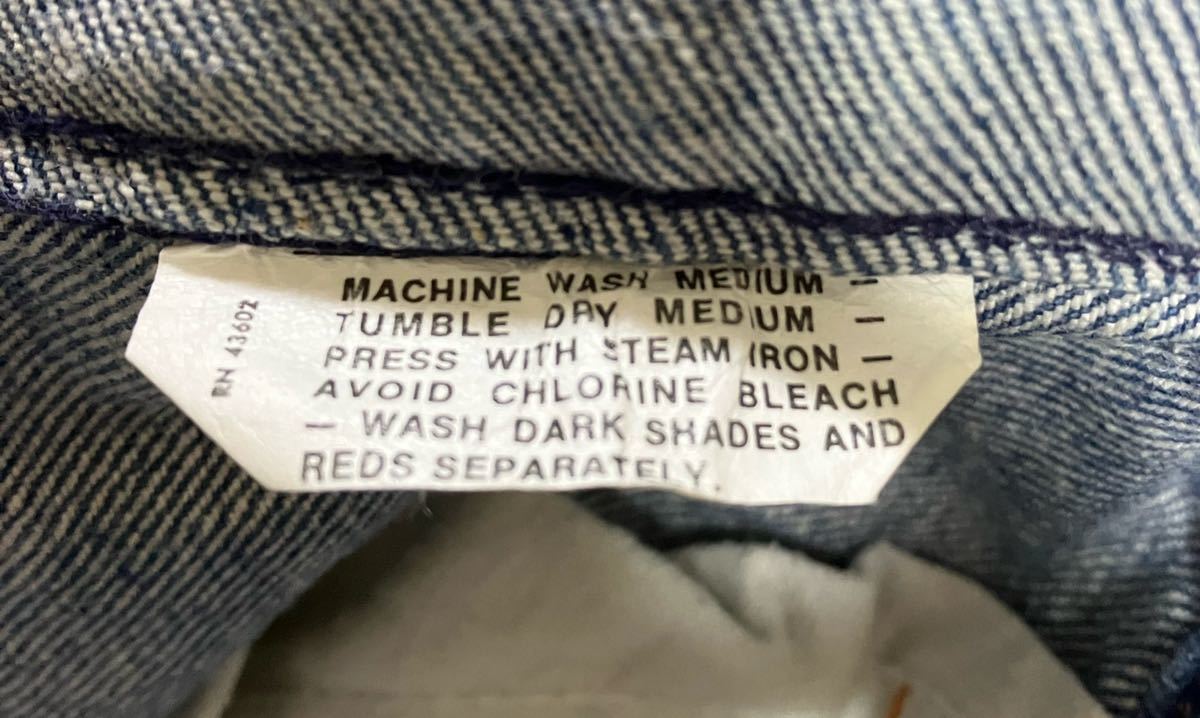 MACHINE WASH MEDIUM –
TUMBLE DRY MEDIUM –
PRESS WITH STEAM IRON –
AVOID CHLORINE BLEACH
– WASH DARK SHADES AND
REDS SEPARATELY.
RN 43602